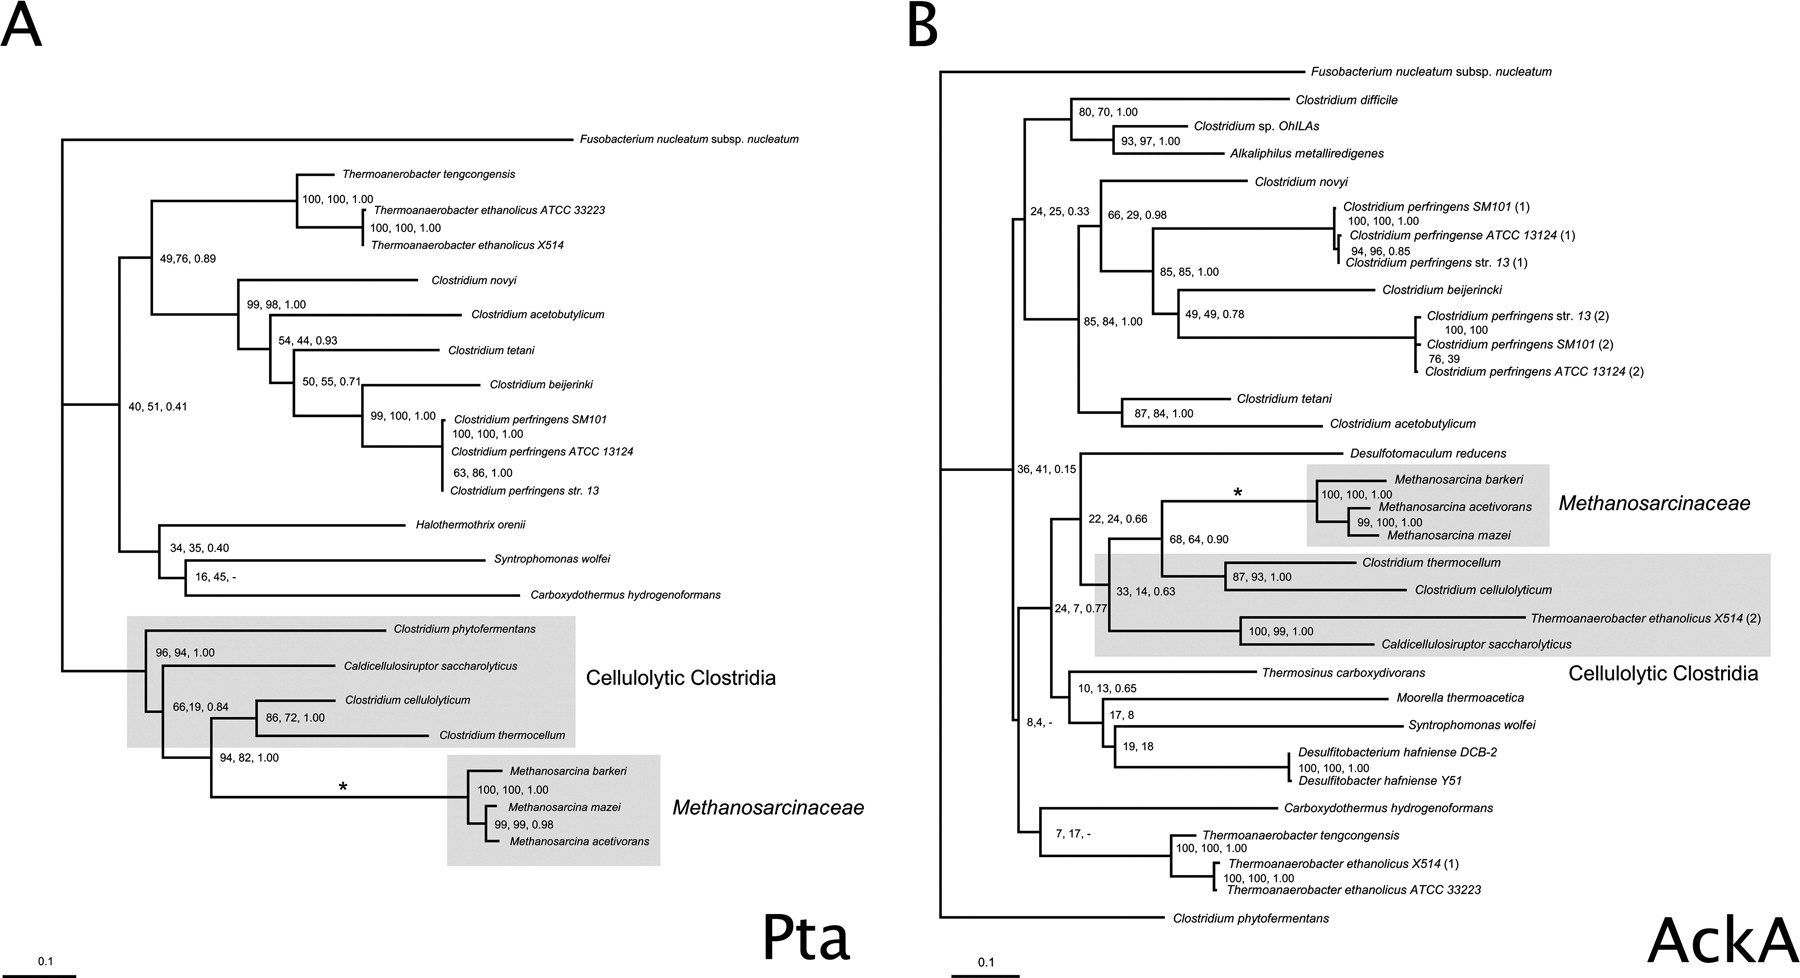 A
Fusobacterium nucleatum subsp. nucleatum
Thermoanerobacter tengcongensis
100, 100, 1.00
Thermoanaerobacter ethanolicus ATCC 33223
100, 100, 1.00
Thermoanaerobacter ethanolicus X514
49,76, 0.89
Clostridium novyi
99, 98, 1.00
Clostridium acetobutylicum
54, 44, 0.93
Clostridium tetani
50, 55, 0.71
Clostridium beijerinki
40, 51, 0.41
99, 100, 1.00
Clostridium perfringens SM101
100, 100, 1.00
Clostridium perfringens ATCC 13124
63, 86, 1.00
Clostridium perfringens str. 13
Halothermothrix orenii
34, 35, 0.40
Syntrophomonas wolfei
16, 45, -
Carboxydothermus hydrogenoformans
Clostridium phytofermentans
96, 94, 1.00
Caldicellulosiruptor saccharolyticus
Cellulolytic Clostridia
Clostridium cellulolyticum
66,19, 0.84
86, 72, 1.00
Clostridium thermocellum
94, 82, 1.00
Methanosarcina barkeri
*
100, 100, 1.00
Methanosarcina mazei
Methanosarcinaceae
99, 99, 0.98
Methanosarcina acetivorans
Pta
0.1
B
Fusobacterium nucleatum subsp. nucleatum
Clostridium difficile
80, 70, 1.00
Clostridium sp. OhILAs
93, 97, 1.00
Alkaliphilus metalliredigenes
Clostridium novyi
24, 25, 0.33
66, 29, 0.98
Clostridium perfringens SM101 (1)
100, 100, 1.00
Clostridium perfringense ATCC 13124 (1)
94, 96, 0.85
Clostridium perfringens str. 13 (1)
85, 85, 1.00
Clostridium beijerincki
49, 49, 0.78
Clostridium perfringens str. 13 (2)
85, 84, 1.00
100, 100
Clostridium perfringens SM101 (2)
76, 39
Clostridium perfringens ATCC 13124 (2)
Clostridium tetani
87, 84, 1.00
Clostridium acetobutylicum
Desulfotomaculum reducens
36, 41, 0.15
Methanosarcina barkeri
*
100, 100, 1.00
Methanosarcina acetivorans
Methanosarcinaceae
22, 24, 0.66
99, 100, 1.00
Methanosarcina mazei
68, 64, 0.90
Clostridium thermocellum
87, 93, 1.00
Clostridium cellulolyticum
33, 14, 0.63
24, 7, 0.77
Thermoanaerobacter ethanolicus X514 (2)
100, 99, 1.00
Caldicellulosiruptor saccharolyticus
Thermosinus carboxydivorans
Cellulolytic Clostridia
10, 13, 0.65
Moorella thermoacetica
17, 8
8,4, -
Syntrophomonas wolfei
19, 18
Desulfitobacterium hafniense DCB-2
100, 100, 1.00
Desulfitobacter hafniense Y51
Carboxydothermus hydrogenoformans
7, 17, -
Thermoanaerobacter tengcongensis
100, 100, 1.00
Thermoanaerobacter ethanolicus X514 (1)
100, 100, 1.00
Thermoanaerobacter ethanolicus ATCC 33223
Clostridium phytofermentans
AckA
0.1